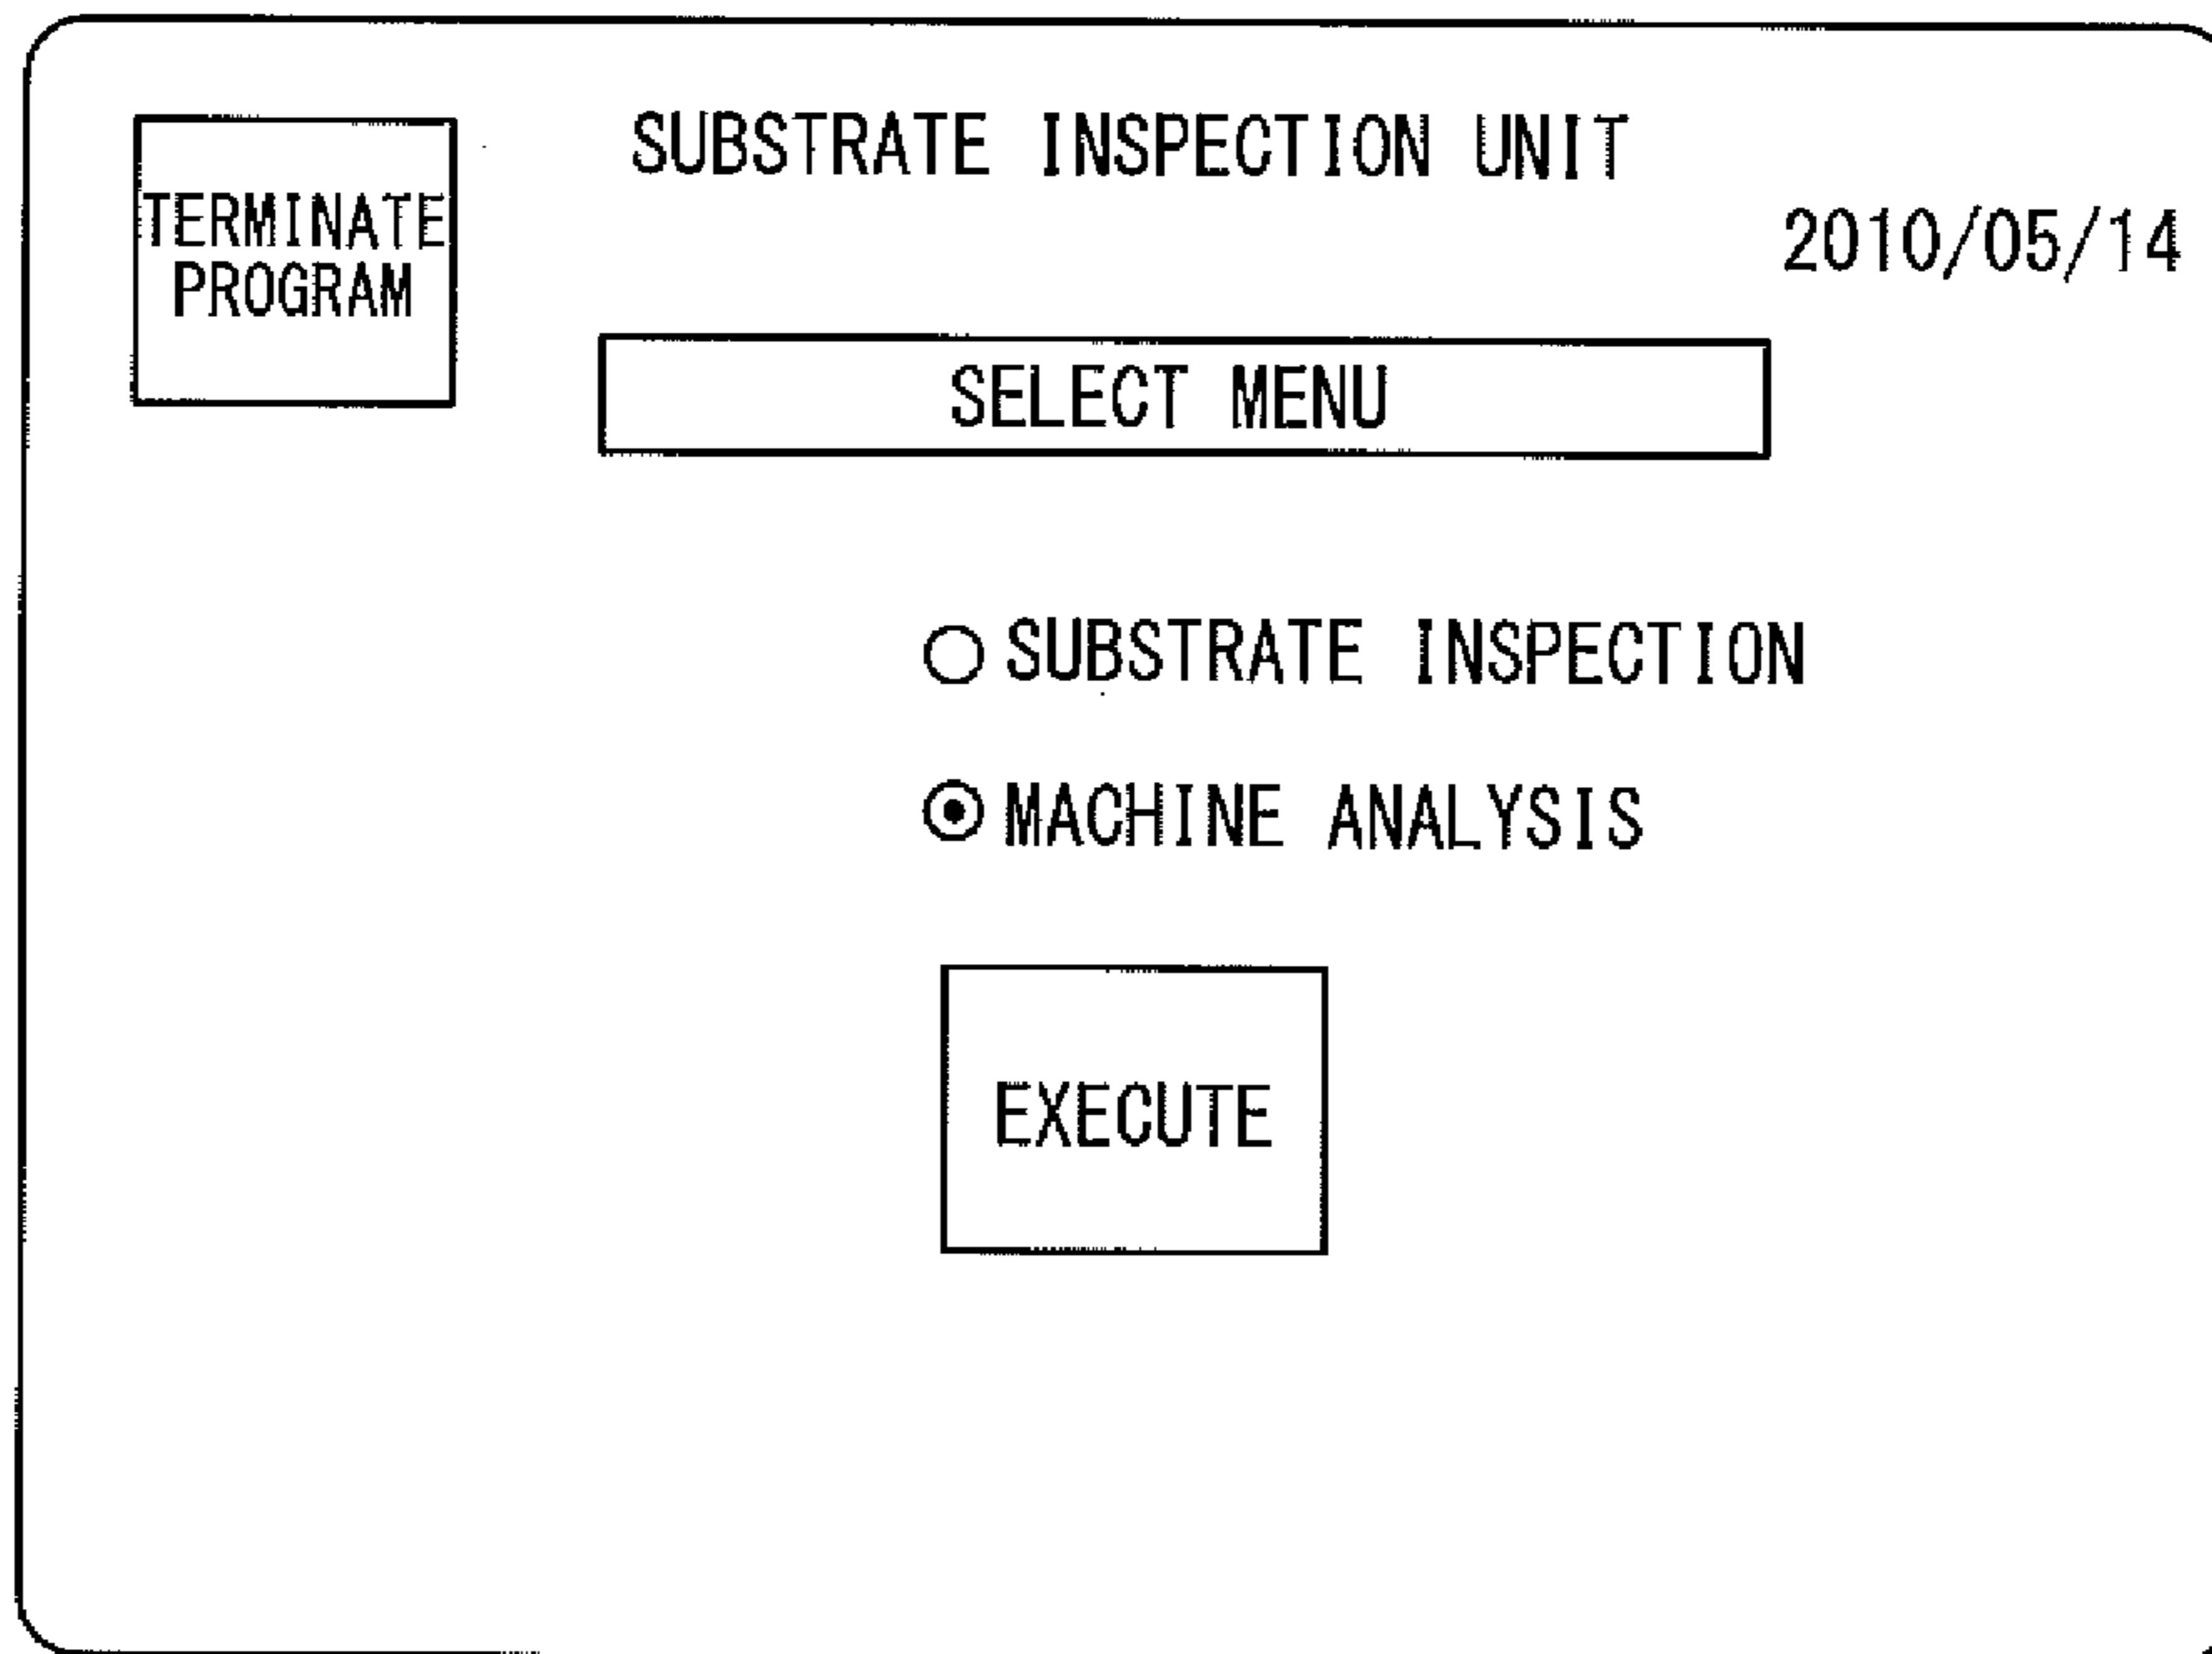 SUBSTRATE INSPECTION UNIT
TERMINATE
PROGRAM
2010/05/14
SELECT MENU
SUBSTRATE INSPECTION
MACHINE ANALYSIS
EXECUTE